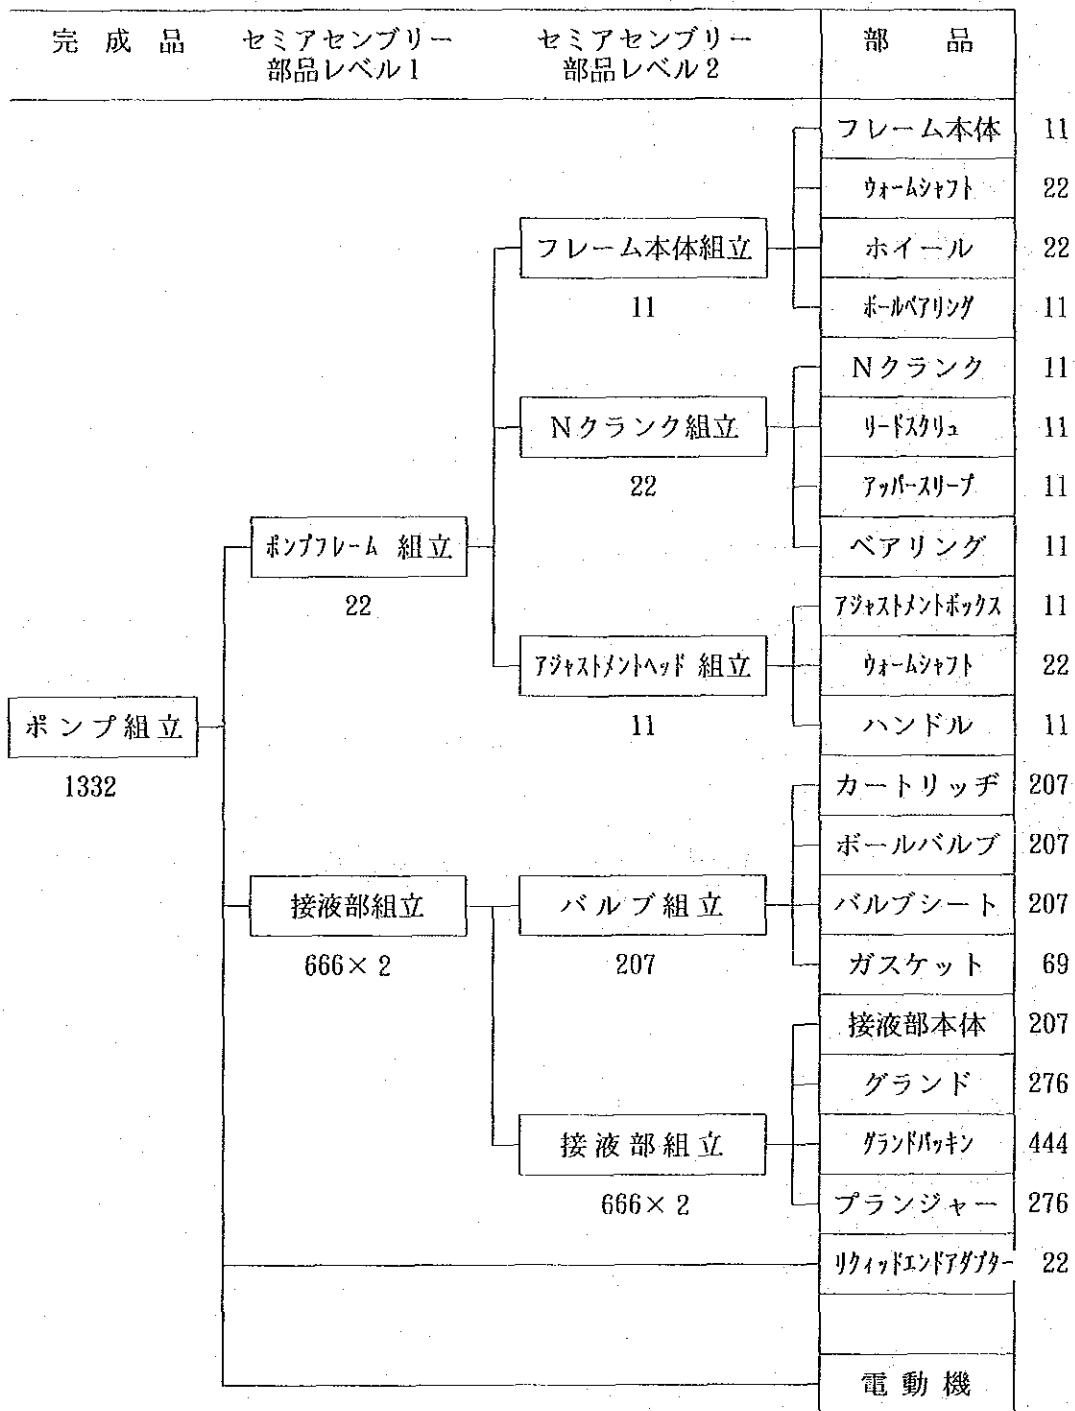 完成品 セミアセンブリー セミアセンブリー 部品
部品レベル1 部品レベル2
フレーム本体 11
ウォームシャフト 22
フレーム本体組立 ホイール 22
11 ボールベアリング 11
Nクランク 11
Nクランク組立 リードスクリュ 11
22 アッパースリーブ 11
ポンプフレーム 組立 ベアリング 11
22 アジャストメントボックス 11
アジャストメントヘッド 組立 ウォームシャフト 22
ポンプ組立 11 ハンドル 11
1332 カートリッヂ 207
ボールバルブ 207
接液部組立 バルブ組立 バルブシート 207
666×2 207 ガスケット 69
接液部本体 207
グランド 276
接液部組立 グランドパッキン 444
666×2 プランジャー 276
リクィッドエンドアダプター 22
電動機